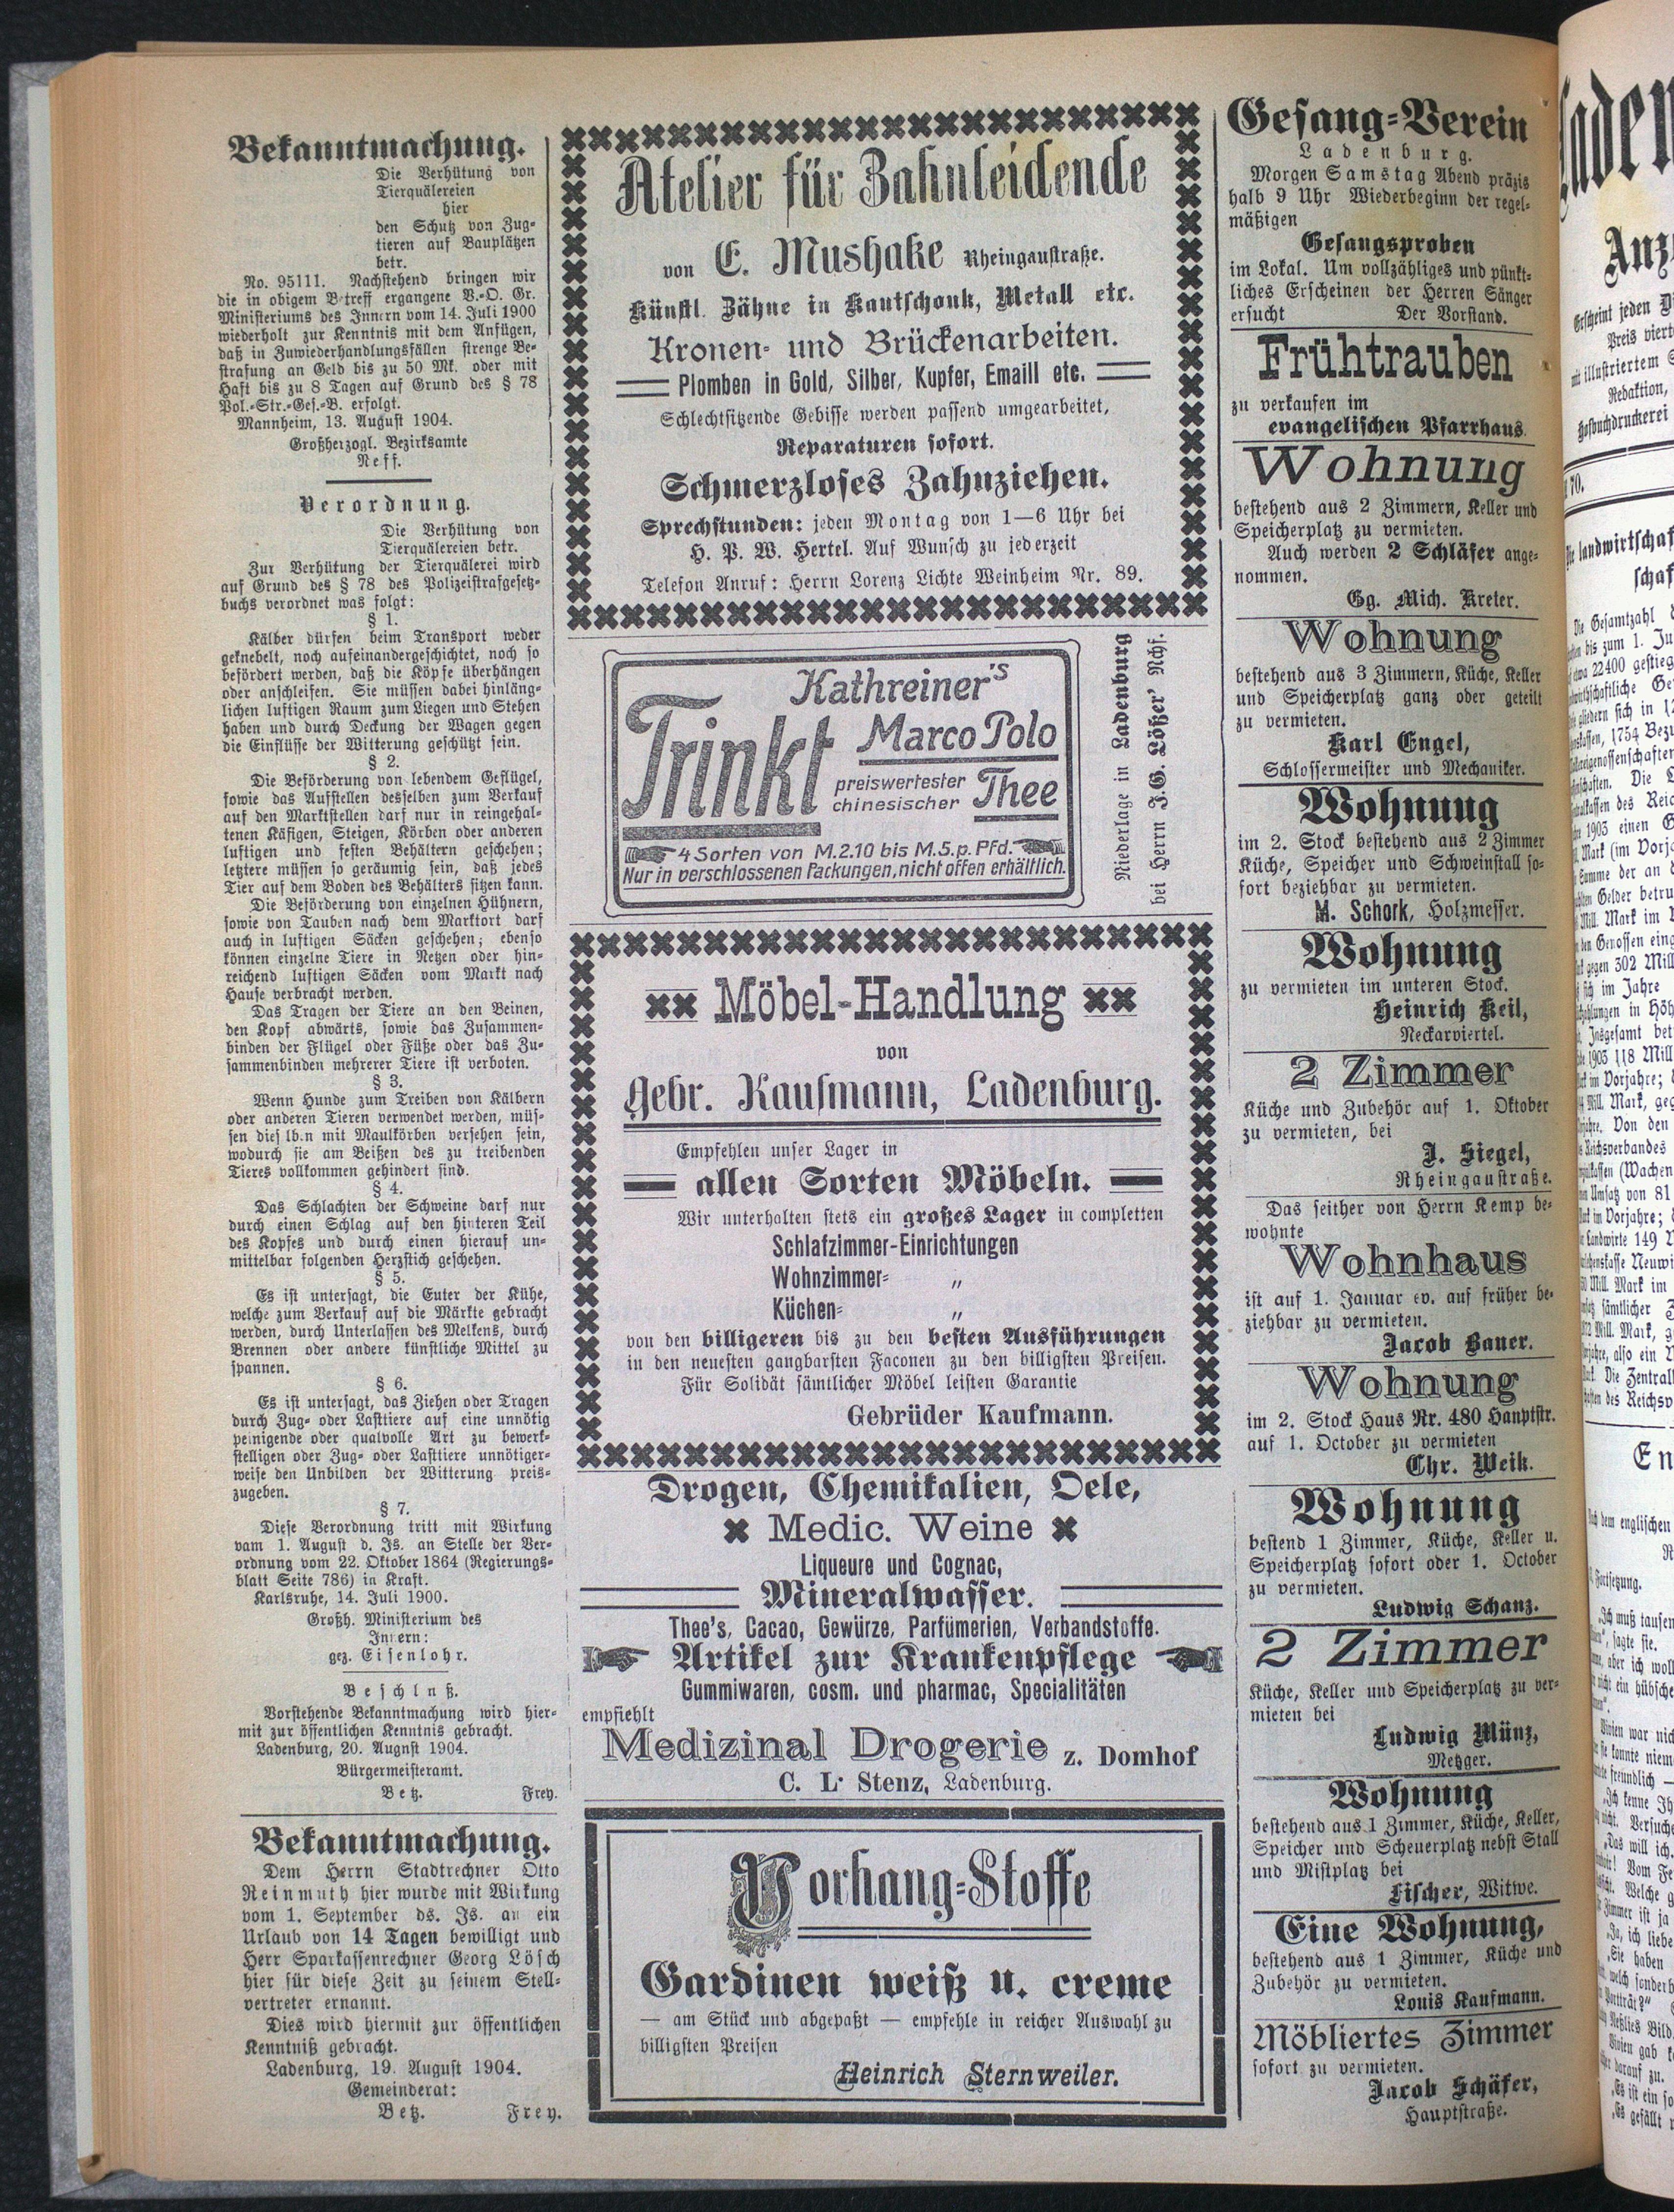 Bekanntmachung.
Die Verhütung von
Tierquälereien
hier
den Schutz von Zug-
tieren auf Bauplätzen
betr.
No. 95111. Nachstehend bringen wir
die in obigem Betreff ergangene V.-O. Gr.
Ministeriums des Innern vom 14. Juli 1900
wiederholt zur Kenntnis mit dem Anfügen,
daß in Zuwiederhandlungsfällen strenge Be-
strafung an Geld bis zu 50 Mk. oder mit
Haft bis zu 8 Tagen auf Grund des § 78
Pol.-Str.-Ges.-B. erfolgt.
Mannheim, 13. August 1904.
Großherzogl. Bezirksamte
Neff.
Verordnung.
Die Verhütung von
Tierquälereien betr.
Zur Verhütung der Tierquälerei wird
auf Grund des § 78 des Polizeistrafgesetz-
buchs verordnet was folgt:
§ 1.
Kälber dürfen beim Transport weder
geknebelt, noch aufeinandergeschichtet, noch so
befördert werden, daß die Köpfe überhängen
oder anschleifen. Sie müssen dabei hinläng-
lichen luftigen Raum zum Liegen und Stehen
haben und durch Deckung der Wagen gegen
die Einflüsse der Witterung geschützt sein.
§ 2.
Die Beförderung von lebendem Geflügel,
sowie das Aufstellen desselben zum Verkauf
auf den Marktstellen darf nur in reingehal-
tenen Käfigen, Steigen, Körben oder anderen
luftigen und festen Behältern geschehen;
letztere müssen so geräumig sein, daß jedes
Tier auf dem Boden des Behälters sitzen kann.
Die Beförderung von einzelnen Hühnern,
sowie von Tauben nach dem Marktort darf
auch in luftigen Säcken geschehen; ebenso
können einzelne Tiere in Netzen oder hin-
reichend luftigen Säcken vom Markt nach
Hause verbracht werden.
Das Tragen der Tiere an den Beinen,
den Kopf abwärts, sowie das Zusammen-
binden der Flügel oder Füße oder das Zu-
sammenbinden mehrerer Tiere ist verboten.
§ 3.
Wenn Hunde zum Treiben von Kälbern
oder anderen Tieren verwendet werden, müs-
sen dieselben mit Maulkörben versehen sein,
wodurch sie am Beißen des zu treibenden
Tieres vollkommen gehindert sind.
§ 4.
Das Schlachten der Schweine darf nur
durch einen Schlag auf den hinteren Teil
des Kopfes und durch einen hierauf un-
mittelbar folgenden Herzstich geschehen.
§ 5.
Es ist untersagt, die Euter der Kühe,
welche zum Verkauf auf die Märkte gebracht
werden, durch Unterlassen des Melkens, durch
Brennen oder andere künstliche Mittel zu
spannen.
§ 6.
Es ist untersagt, das Ziehen oder Tragen
durch Zug- oder Lasttiere auf eine unnötig
peinigende oder qualvolle Art zu bewerk-
stelligen oder Zug- oder Lasttiere unnötiger-
weise den Unbilden der Witterung preis-
zugeben.
§ 7.
Diese Verordnung tritt mit Wirkung
vam 1. August d. Js. an Stelle der Ver-
ordnung vom 22. Oktober 1864 (Regierungs-
blatt Seite 786) in Kraft.
Karlsruhe, 14. Juli 1900.
Großh. Ministerium des
Innern:
gez. Eisenlohr.
Beschlnß.
Vorstehende Bekanntmachung wird hier-
mit zur öffentlichen Kenntnis gebracht.
Ladenburg, 20. Augnst 1904.
Bürgermeisteramt.
Betz. Frey.
Bekanntmachung.
Dem Herrn Stadtrechner Otto
Reinmuth hier wurde mit Wirkung
vom 1. September ds. Js. an ein
Urlaub von 14 Tagen bewilligt und
Herr Sparkassenrechner Georg Lösch
hier für diese Zeit zu seinem Stell-
vertreter ernannt.
Dies wird hiermit zur öffentlichen
Kenntniß gebracht.
Ladenburg, 19. August 1904.
Gemeinderat:
Betz. Frey.
Atelier für Zahnleidende
von E. Mushake Rheingaustraße.
Künstl. Zähne in Kautschouk, Metall etc.
Kronen- und Brückenarbeiten.
Plomben in Gold, Silber, Kupfer, Emaill etc.
Schlechtsitzende Gebisse werden passend umgearbeitet,
Reparaturen sofort.
Schmerzloses Zahnziehen.
Sprechstunden: jeden Montag von 1—6 Uhr bei
H. P. W. Hertel. Auf Wunsch zu jederzeit
Telefon Anruf: Herrn Lorenz Lichte Weinheim Nr. 89.
Kathreiner's
Trinkt
Marco Polo
preiswertester
chinesischer Thee
4 Sorten von M.2.10 bis M.5.p. Pfd.
Nur in verschlossenen Packungen, nicht offen erhältlich.
Niederlage in Ladenburg
bei Herrn J. G. Lößer' Nchf.
Möbel-Handlung
von
Gebr. Kaufmann, Ladenburg.
Empfehlen unser Lager in
allen Sorten Möbeln.
Wir unterhalten stets ein großes Lager in completten
Schlafzimmer-Einrichtungen
Wohnzimmer- „
Küchen- „
von den billigeren bis zu den besten Ausführungen
in den neuesten gangbarsten Faconen zu den billigsten Preisen.
Für Solidät sämtlicher Möbel leisten Garantie
Gebrüder Kaufmann.
Drogen, Chemikalien, Oele,
Medic. Weine
Liqueure und Cognac,
Mineralwasser.
Thee's, Cacao, Gewürze, Parfümerien, Verbandstoffe.
Artikel zur Krankenpflege
Gummiwaren, cosm. und pharmac, Specialitäten
empfiehlt
Medizinal Drogerie z. Domhof
C. L. Stenz, Ladenburg.
Vorhang-Stoffe
Gardinen weiß u. creme
— am Stück und abgepaßt — empfehle in reicher Auswahl zu
billigsten Preisen
Heinrich Sternweiler.
Gesang-Verein
Ladenburg.
Morgen Samstag Abend präzis
halb 9 Uhr Wiederbeginn der regel-
mäßigen
Gesangsproben
im Lokal. Um vollzähliges und pünkt-
liches Erscheinen der Herren Sänger
ersucht Der Vorstand.
Frühtrauben
zu verkaufen im
evangelischen Pfarrhaus.
Wohnung
bestehend aus 2 Zimmern, Keller und
Speicherplatz zu vermieten.
Auch werden 2 Schläfer ange-
nommen.
Gg. Mich. Kreter.
Wohnung
bestehend aus 3 Zimmern, Küche, Keller
und Speicherplatz ganz oder geteilt
zu vermieten.
Karl Engel,
Schlossermeister und Mechaniker.
Wohnung
im 2. Stock bestehend aus 2 Zimmer
Küche, Speicher und Schweinstall so-
fort beziehbar zu vermieten.
M. Schork, Holzmesser.
Wohnung
zu vermieten im unteren Stock.
Heinrich Keil,
Neckarviertel.
2 Zimmer
Küche und Zubehör auf 1. Oktober
zu vermieten, bei
J. Siegel,
Rheingaustraße.
Das seither von Herrn Kemp be-
wohnte
Wohnhaus
ist auf 1. Januar ev. auf früher be-
ziehbar zu vermieten.
Jacob Bauer.
Wohnung
im 2. Stock Haus Nr. 480 Hauptstr.
auf 1. October zu vermieten
Chr. Weik.
Wohnung
bestend 1 Zimmer, Küche, Keller u.
Speicherplatz sofort oder 1. October
zu vermieten.
Ludwig Schanz.
2 Zimmer
Küche, Keller und Speicherplatz zu ver-
mieten bei
Ludwig Münz,
Metzger.
Wohnung
bestehend aus 1 Zimmer, Küche, Keller,
Speicher und Scheuerplatz nebst Stall
und Mistplatz bei
Fischer, Witwe.
Eine Wohnung,
bestehend aus 1 Zimmer, Küche und
Zubehör zu vermieten.
Louis Kaufmann.
Möbliertes Zimmer
sofort zu vermieten.
Jacob Schäfer,
Hauptstraße.